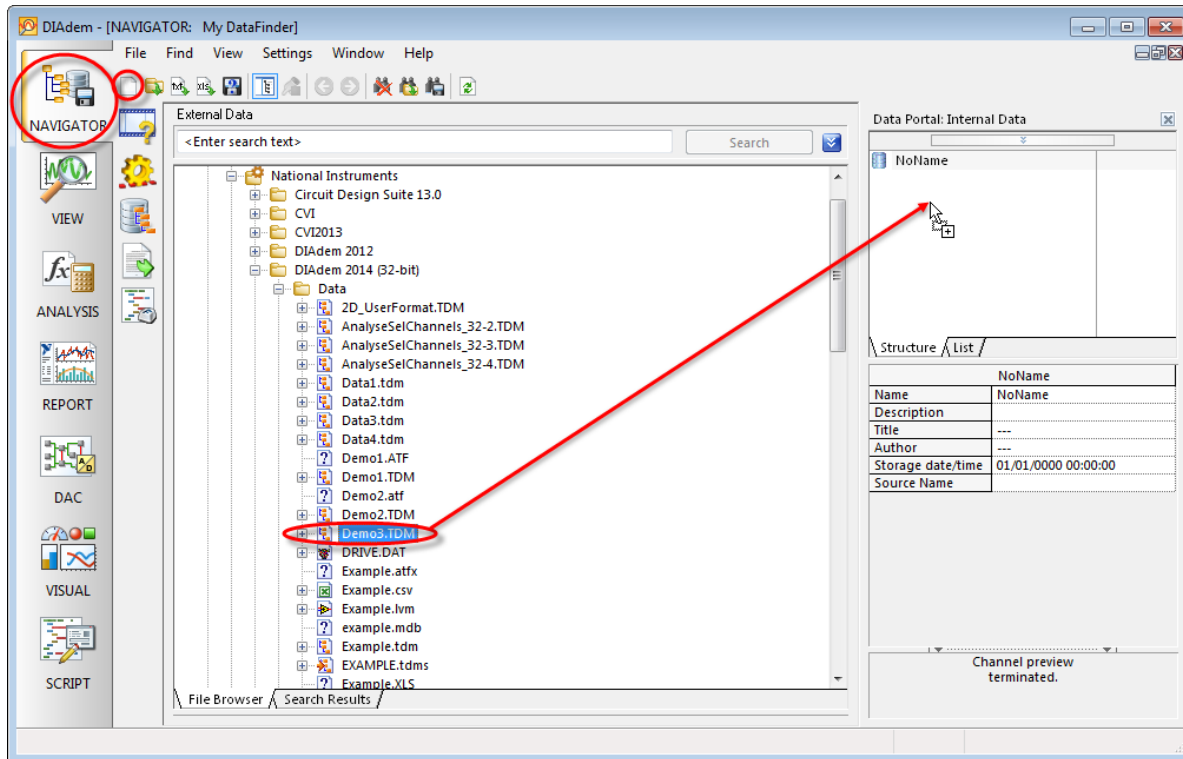 DIAdem - [NAVIGATOR: My DataFinder]
File Find View Settings Window Help
NAVIGATOR
VIEW
ANALYSIS
REPORT
DAC
VISUAL
SCRIPT
External Data
<Enter search text>
Search
National Instruments
Circuit Design Suite 13.0
CVI
CVI2013
DIAdem 2012
DIAdem 2014 (32-bit)
Data
2D_UserFormat.TDM
AnalyseSelChannels_32-2.TDM
AnalyseSelChannels_32-3.TDM
AnalyseSelChannels_32-4.TDM
Data1.tdm
Data2.tdm
Data3.tdm
Data4.tdm
Demo1.ATF
Demo1.TDM
Demo2.atf
Demo2.TDM
Demo3.TDM
DRIVE.DAT
Example.atfx
Example.csv
Example.lvm
example.mdb
Example.tdm
EXAMPLE.tdms
Example.XLS
File Browser Search Results
Data Portal: Internal Data
NoName
Structure List
NoName
Name NoName
Description
Title ---
Author ---
Storage date/time 01/01/0000 00:00:00
Source Name
Channel preview
terminated.